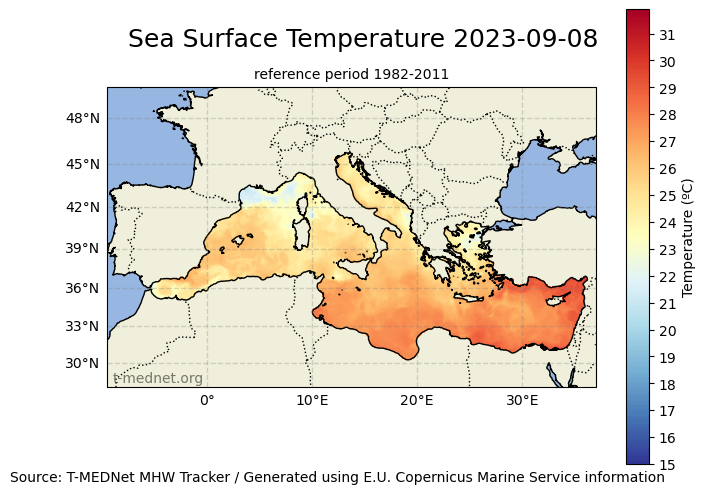 Sea Surface Temperature 2023-09-08
reference period 1982-2011
48°N
45°N
42°N
39°N
36°N
33°N
30°N
0°
10°E
20°E
30°E
t-mednet.org
31
30
29
28
27
26
25
24
23
22
21
20
19
18
17
16
15
Temperature (ºC)
Source: T-MEDNet MHW Tracker / Generated using E.U. Copernicus Marine Service information